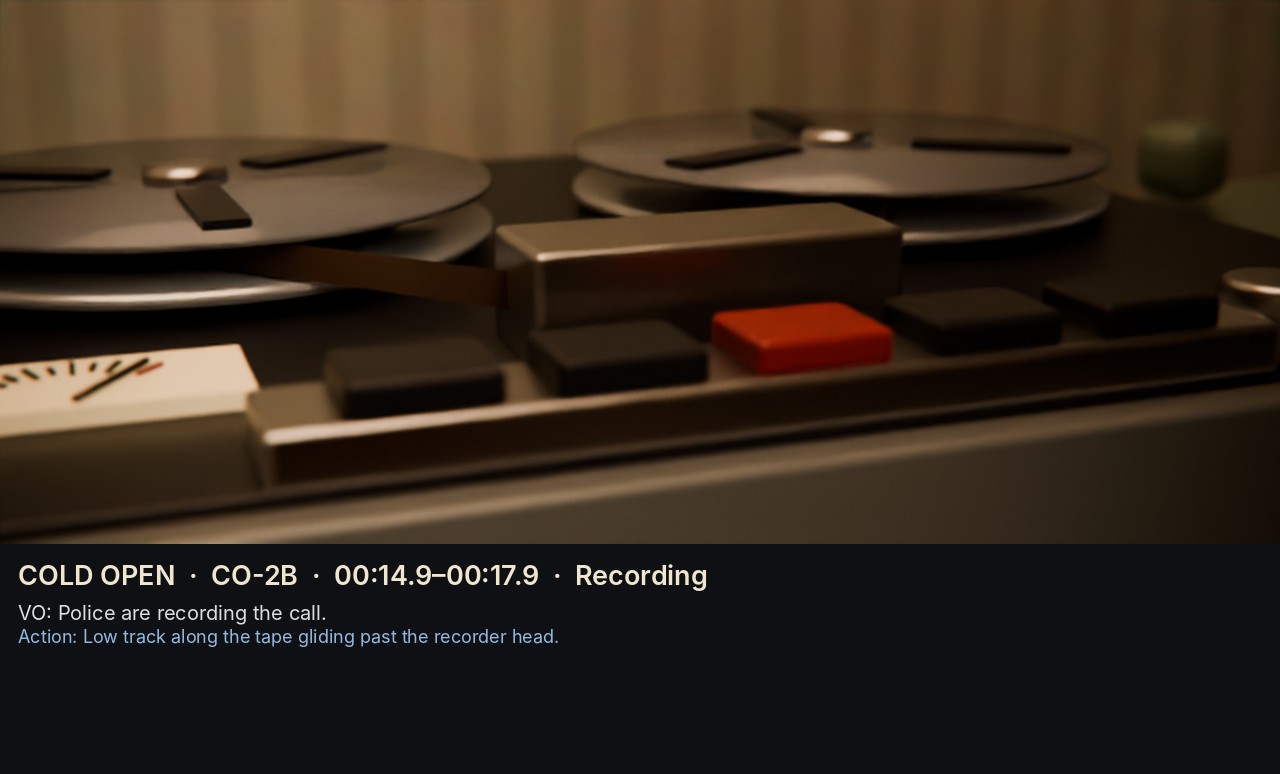 COLD OPEN · CO-2B · 00:14.9–00:17.9 · Recording
VO: Police are recording the call.
Action: Low track along the tape gliding past the recorder head.